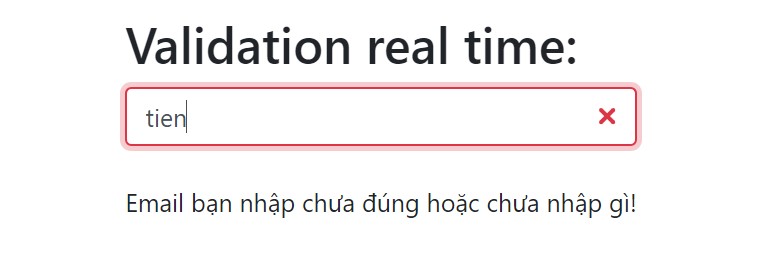 Validation real time:
tien
Email bạn nhập chưa đúng hoặc chưa nhập gì!